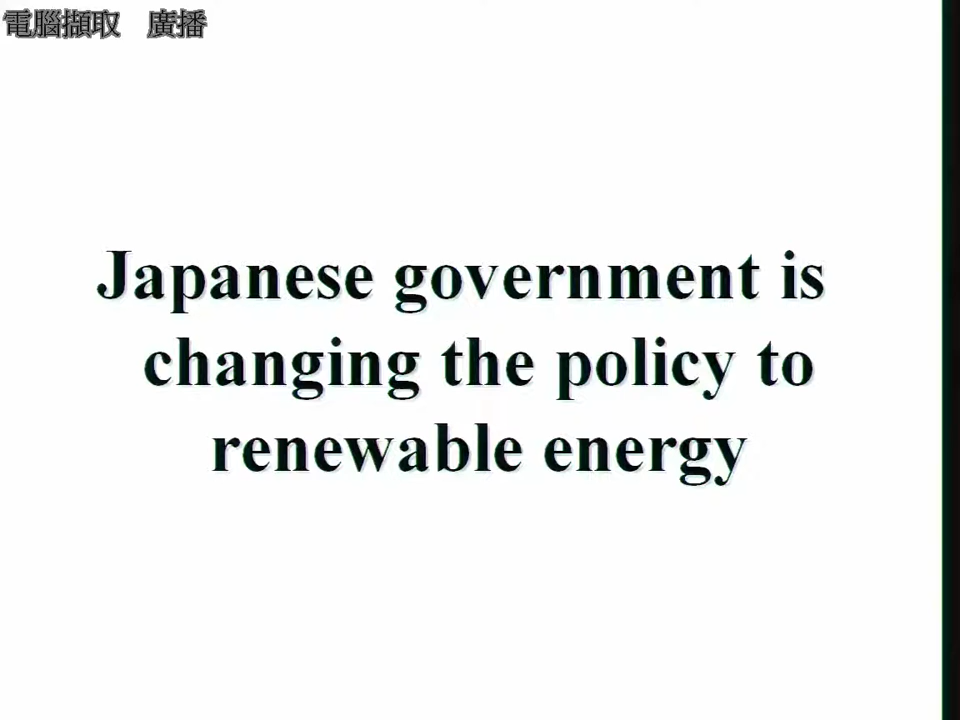 電腦擷取 廣播
Japanese government is
changing the policy to
renewable energy